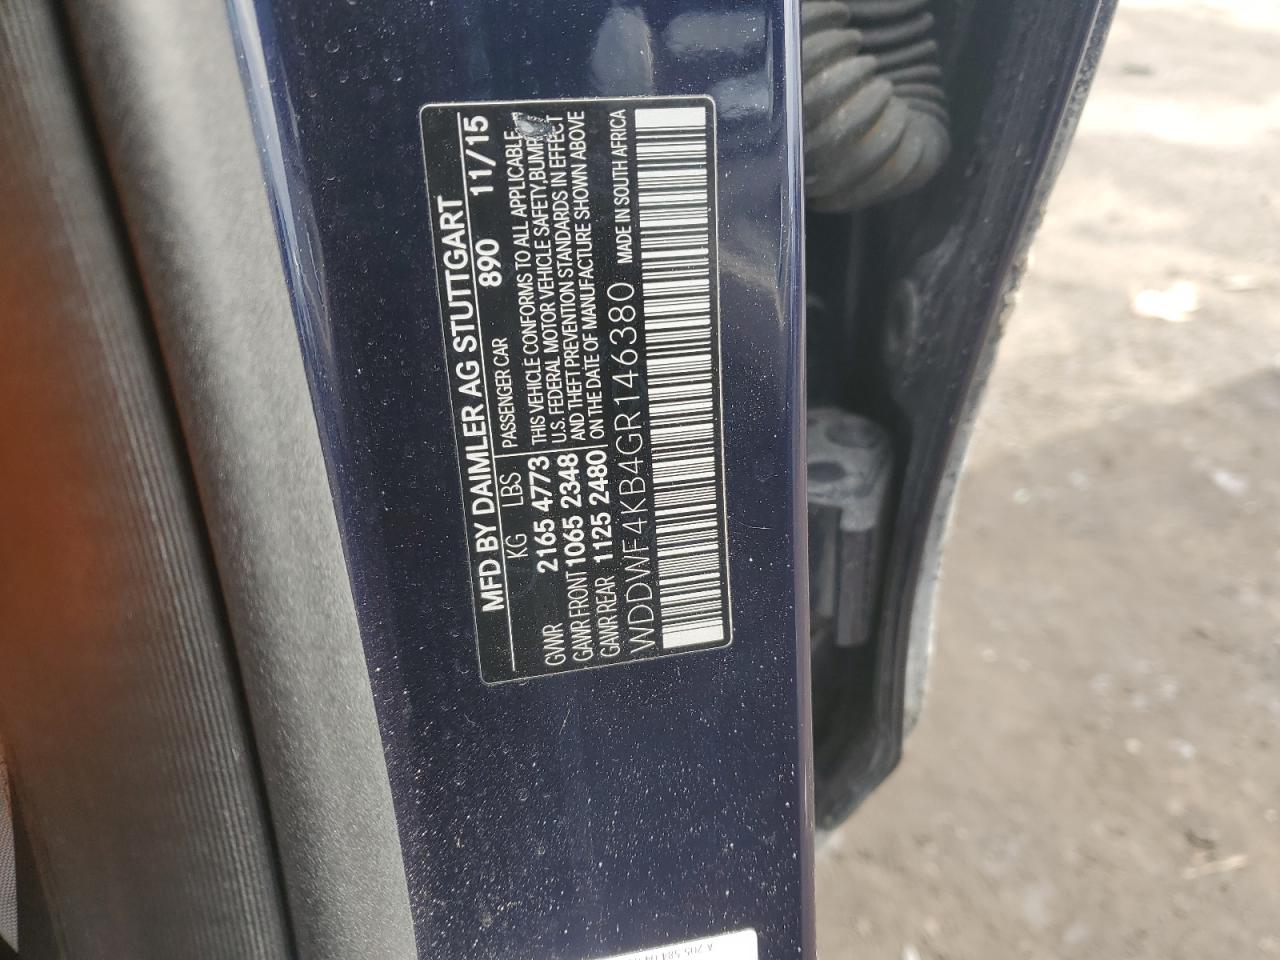 MFD BY DAIMLER AG STUTTGART
890 11/15
KG LBS PASSENGER CAR
GVWR 2165 4773 THIS VEHICLE CONFORMS TO ALL APPLICABLE
GAWR FRONT 1065 2348 U.S. FEDERAL MOTOR VEHICLE SAFETY,
AND THEFT PREVENTION STANDARDS IN EFFECT
GAWR REAR 1125 2480 ON THE DATE OF MANUFACTURE SHOWN ABOVE
WDDWF4KB4GR146380 MADE IN SOUTH AFRICA
A 205 584